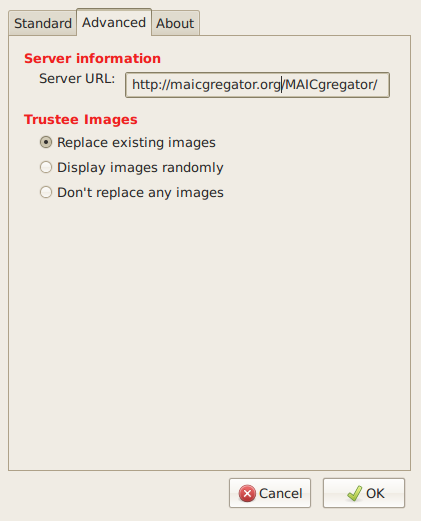 Standard Advanced About
Server information
Server URL: http://maicgregator.org/MAICgregator/
Trustee Images
Replace existing images
Display images randomly
Don't replace any images
Cancel OK